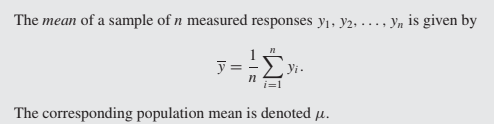 The mean of a sample of n measured responses y₁, y₂, . . . , yₙ is given by
ȳ = 1/n ∑ᵢ₌₁ⁿ yᵢ.
The corresponding population mean is denoted μ.